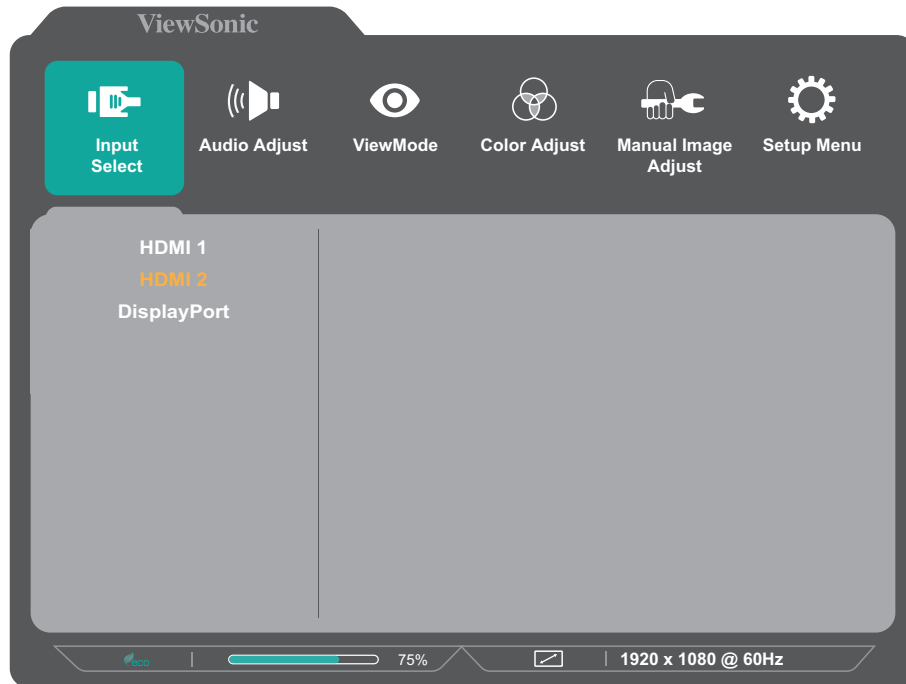 ViewSonic
Input
Select
Audio Adjust
ViewMode
Color Adjust
Manual Image
Adjust
Setup Menu
HDMI 1
HDMI 2
DisplayPort
eco
75%
1920 x 1080 @ 60Hz